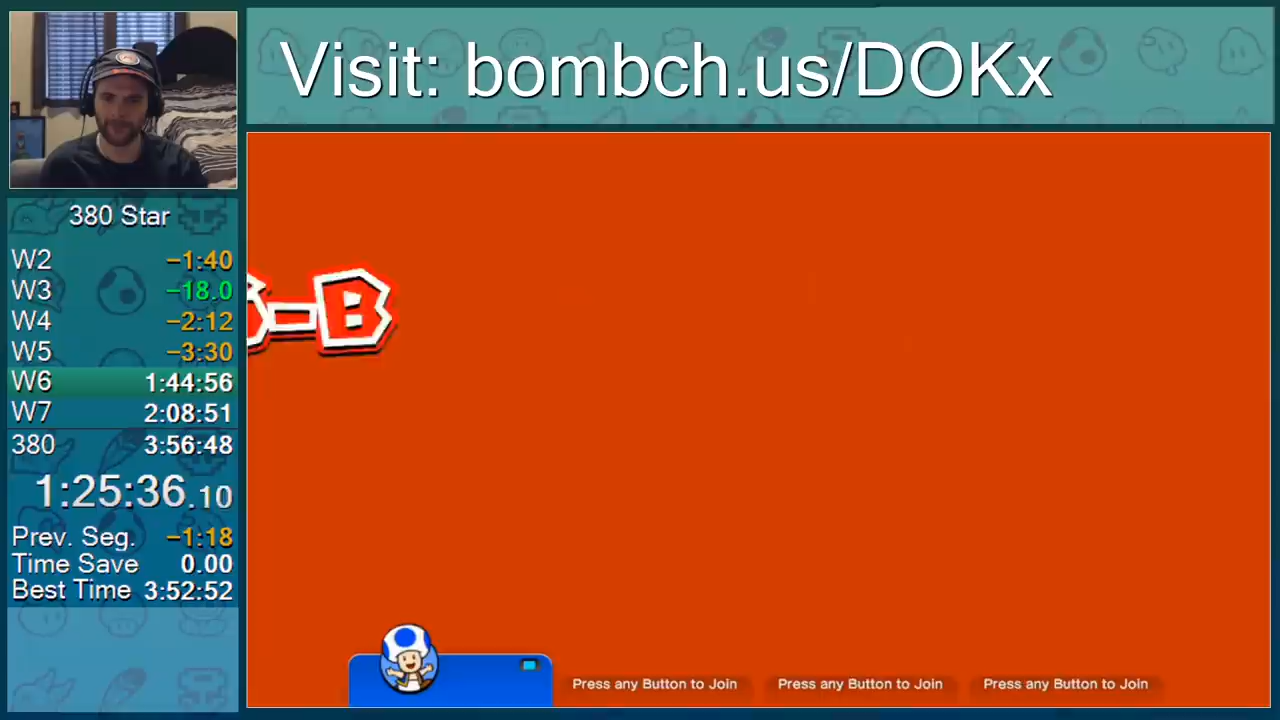 Visit: bombch.us/DOKx
380 Star
W2 -1:40
W3 -18.0
W4 -2:12
W5 -3:30
W6 1:44:56
W7 2:08:51
380 3:56:48
1:25:36.10
Prev. Seg. -1:18
Time Save 0.00
Best Time 3:52:52
-B
Press any Button to Join
Press any Button to Join
Press any Button to Join